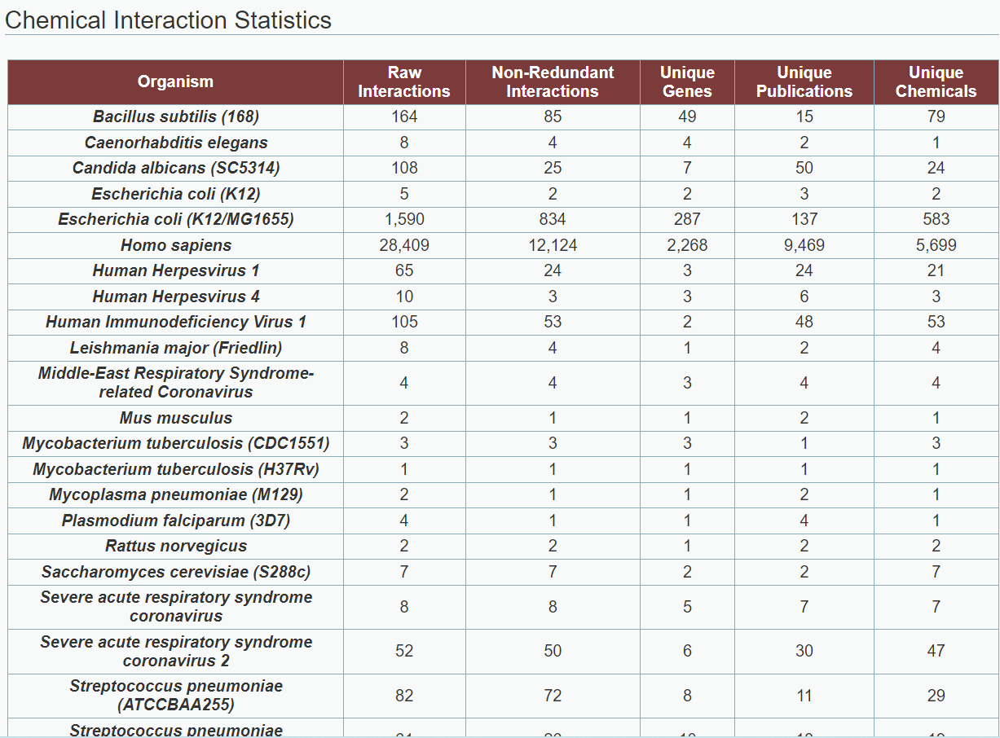 Chemical Interaction Statistics
Organism Raw Interactions Non-Redundant Interactions Unique Genes Unique Publications Unique Chemicals
Bacillus subtilis (168) 164 85 49 15 79
Caenorhabditis elegans 8 4 4 2 1
Candida albicans (SC5314) 108 25 7 50 24
Escherichia coli (K12) 5 2 2 3 2
Escherichia coli (K12/MG1655) 1,590 834 287 137 583
Homo sapiens 28,409 12,124 2,268 9,469 5,699
Human Herpesvirus 1 65 24 3 24 21
Human Herpesvirus 4 10 3 3 6 3
Human Immunodeficiency Virus 1 105 53 2 48 53
Leishmania major (Friedlin) 8 4 1 2 4
Middle-East Respiratory Syndrome-
related Coronavirus 4 4 3 4 4
Mus musculus 2 1 1 2 1
Mycobacterium tuberculosis (CDC1551) 3 3 3 1 3
Mycobacterium tuberculosis (H37Rv) 1 1 1 1 1
Mycoplasma pneumoniae (M129) 2 1 1 2 1
Plasmodium falciparum (3D7) 4 1 1 4 1
Rattus norvegicus 2 2 1 2 2
Saccharomyces cerevisiae (S288c) 7 7 2 2 7
Severe acute respiratory syndrome
coronavirus 8 8 5 7 7
Severe acute respiratory syndrome
coronavirus 2 52 50 6 30 47
Streptococcus pneumoniae
(ATCCBAA255) 82 72 8 11 29
Streptococcus pneumoniae